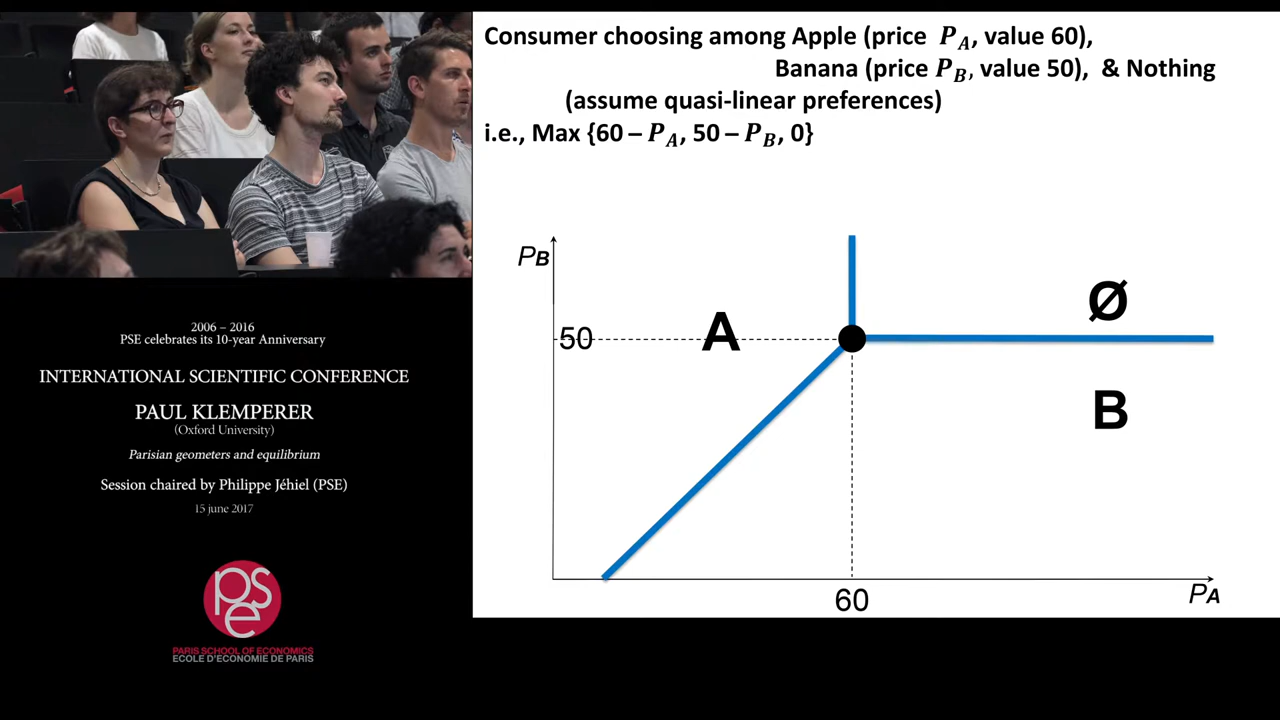 Consumer choosing among Apple (price P_A, value 60),
Banana (price P_B, value 50), & Nothing
(assume quasi-linear preferences)
i.e., Max {60 – P_A, 50 – P_B, 0}
PB
50
A
Ø
B
60
PA
2006 – 2016
PSE celebrates its 10-year Anniversary
INTERNATIONAL SCIENTIFIC CONFERENCE
PAUL KLEMPERER
(Oxford University)
Parisian geometers and equilibrium
Session chaired by Philippe Jéhiel (PSE)
15 june 2017
pse
PARIS SCHOOL OF ECONOMICS
ECOLE D'ECONOMIE DE PARIS